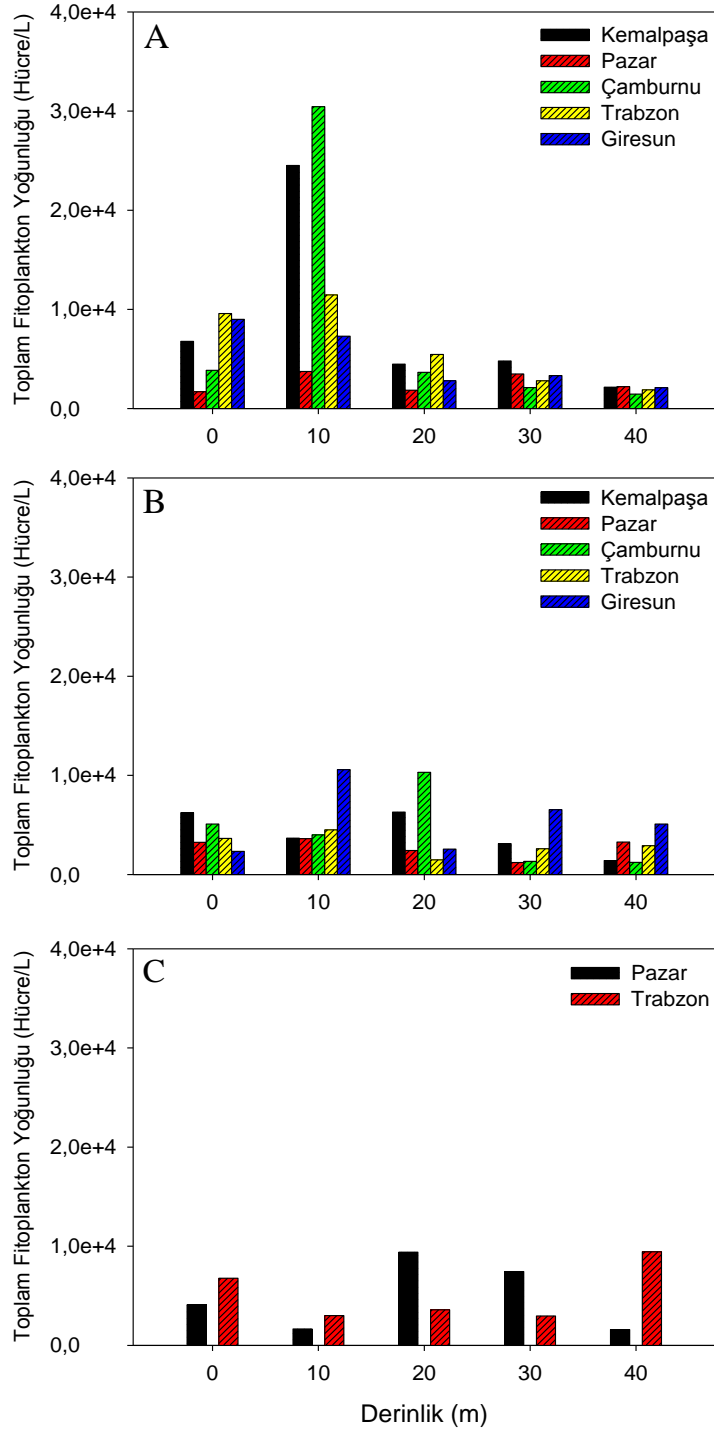 A
Toplam Fitoplankton Yoğunluğu (Hücre/L)
4,0e+4
3,0e+4
2,0e+4
1,0e+4
0,0
Kemalpaşa
Pazar
Çamburnu
Trabzon
Giresun
0 10 20 30 40
B
Toplam Fitoplankton Yoğunluğu (Hücre/L)
4,0e+4
3,0e+4
2,0e+4
1,0e+4
0,0
Kemalpaşa
Pazar
Çamburnu
Trabzon
Giresun
0 10 20 30 40
C
Toplam Fitoplankton Yoğunluğu (Hücre/L)
4,0e+4
3,0e+4
2,0e+4
1,0e+4
0,0
Pazar
Trabzon
0 10 20 30 40
Derinlik (m)